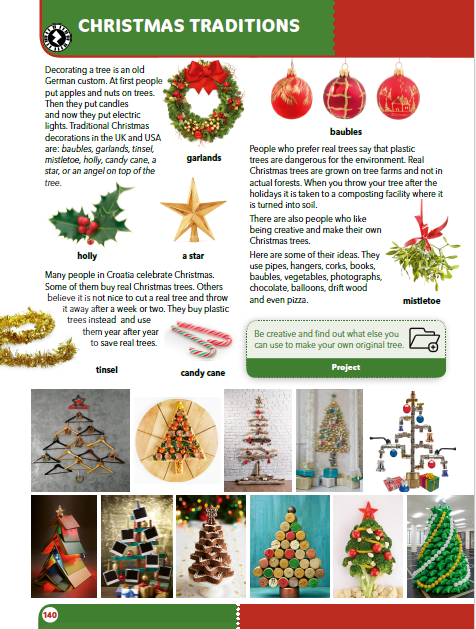 CHRISTMAS TRADITIONS
Decorating a tree is an old
German custom. At first people
put apples and nuts on trees.
Then they put candles
and now they put electric
lights. Traditional Christmas
decorations in the UK and USA
are: baubles, garlands, tinsel,
mistletoe, holly, candy cane, a
star, or an angel on top of the
tree.
garlands
holly
a star
Many people in Croatia celebrate Christmas.
Some of them buy real Christmas trees. Others
believe it is not nice to cut a real tree and throw
it away after a week or two. They buy plastic
trees instead and use
them year after year
to save real trees.
tinsel
candy cane
baubles
People who prefer real trees say that plastic
trees are dangerous for the environment. Real
Christmas trees are grown on tree farms and not in
actual forests. When you throw your tree after the
holidays it is taken to a composting facility where it
is turned into soil.
There are also people who like
being creative and make their own
Christmas trees.
Here are some of their ideas. They
use pipes, hangers, corks, books,
baubles, vegetables, photographs,
chocolate, balloons, drift wood
and even pizza.
mistletoe
Be creative and find out what else you
can use to make your own original tree.
Project
140